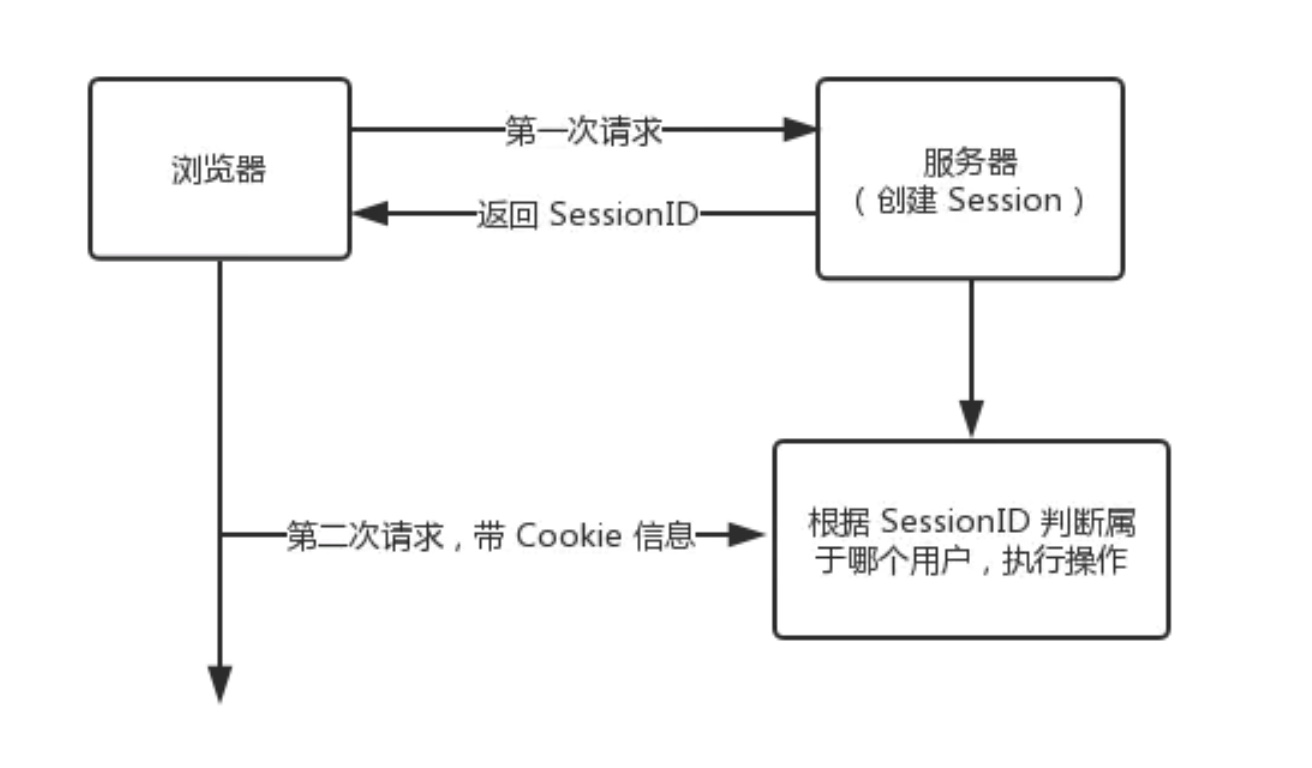 浏览器
第一次请求
服务器
（创建 Session）
返回 SessionID
第二次请求，带 Cookie 信息
根据 SessionID 判断属
于哪个用户，执行操作